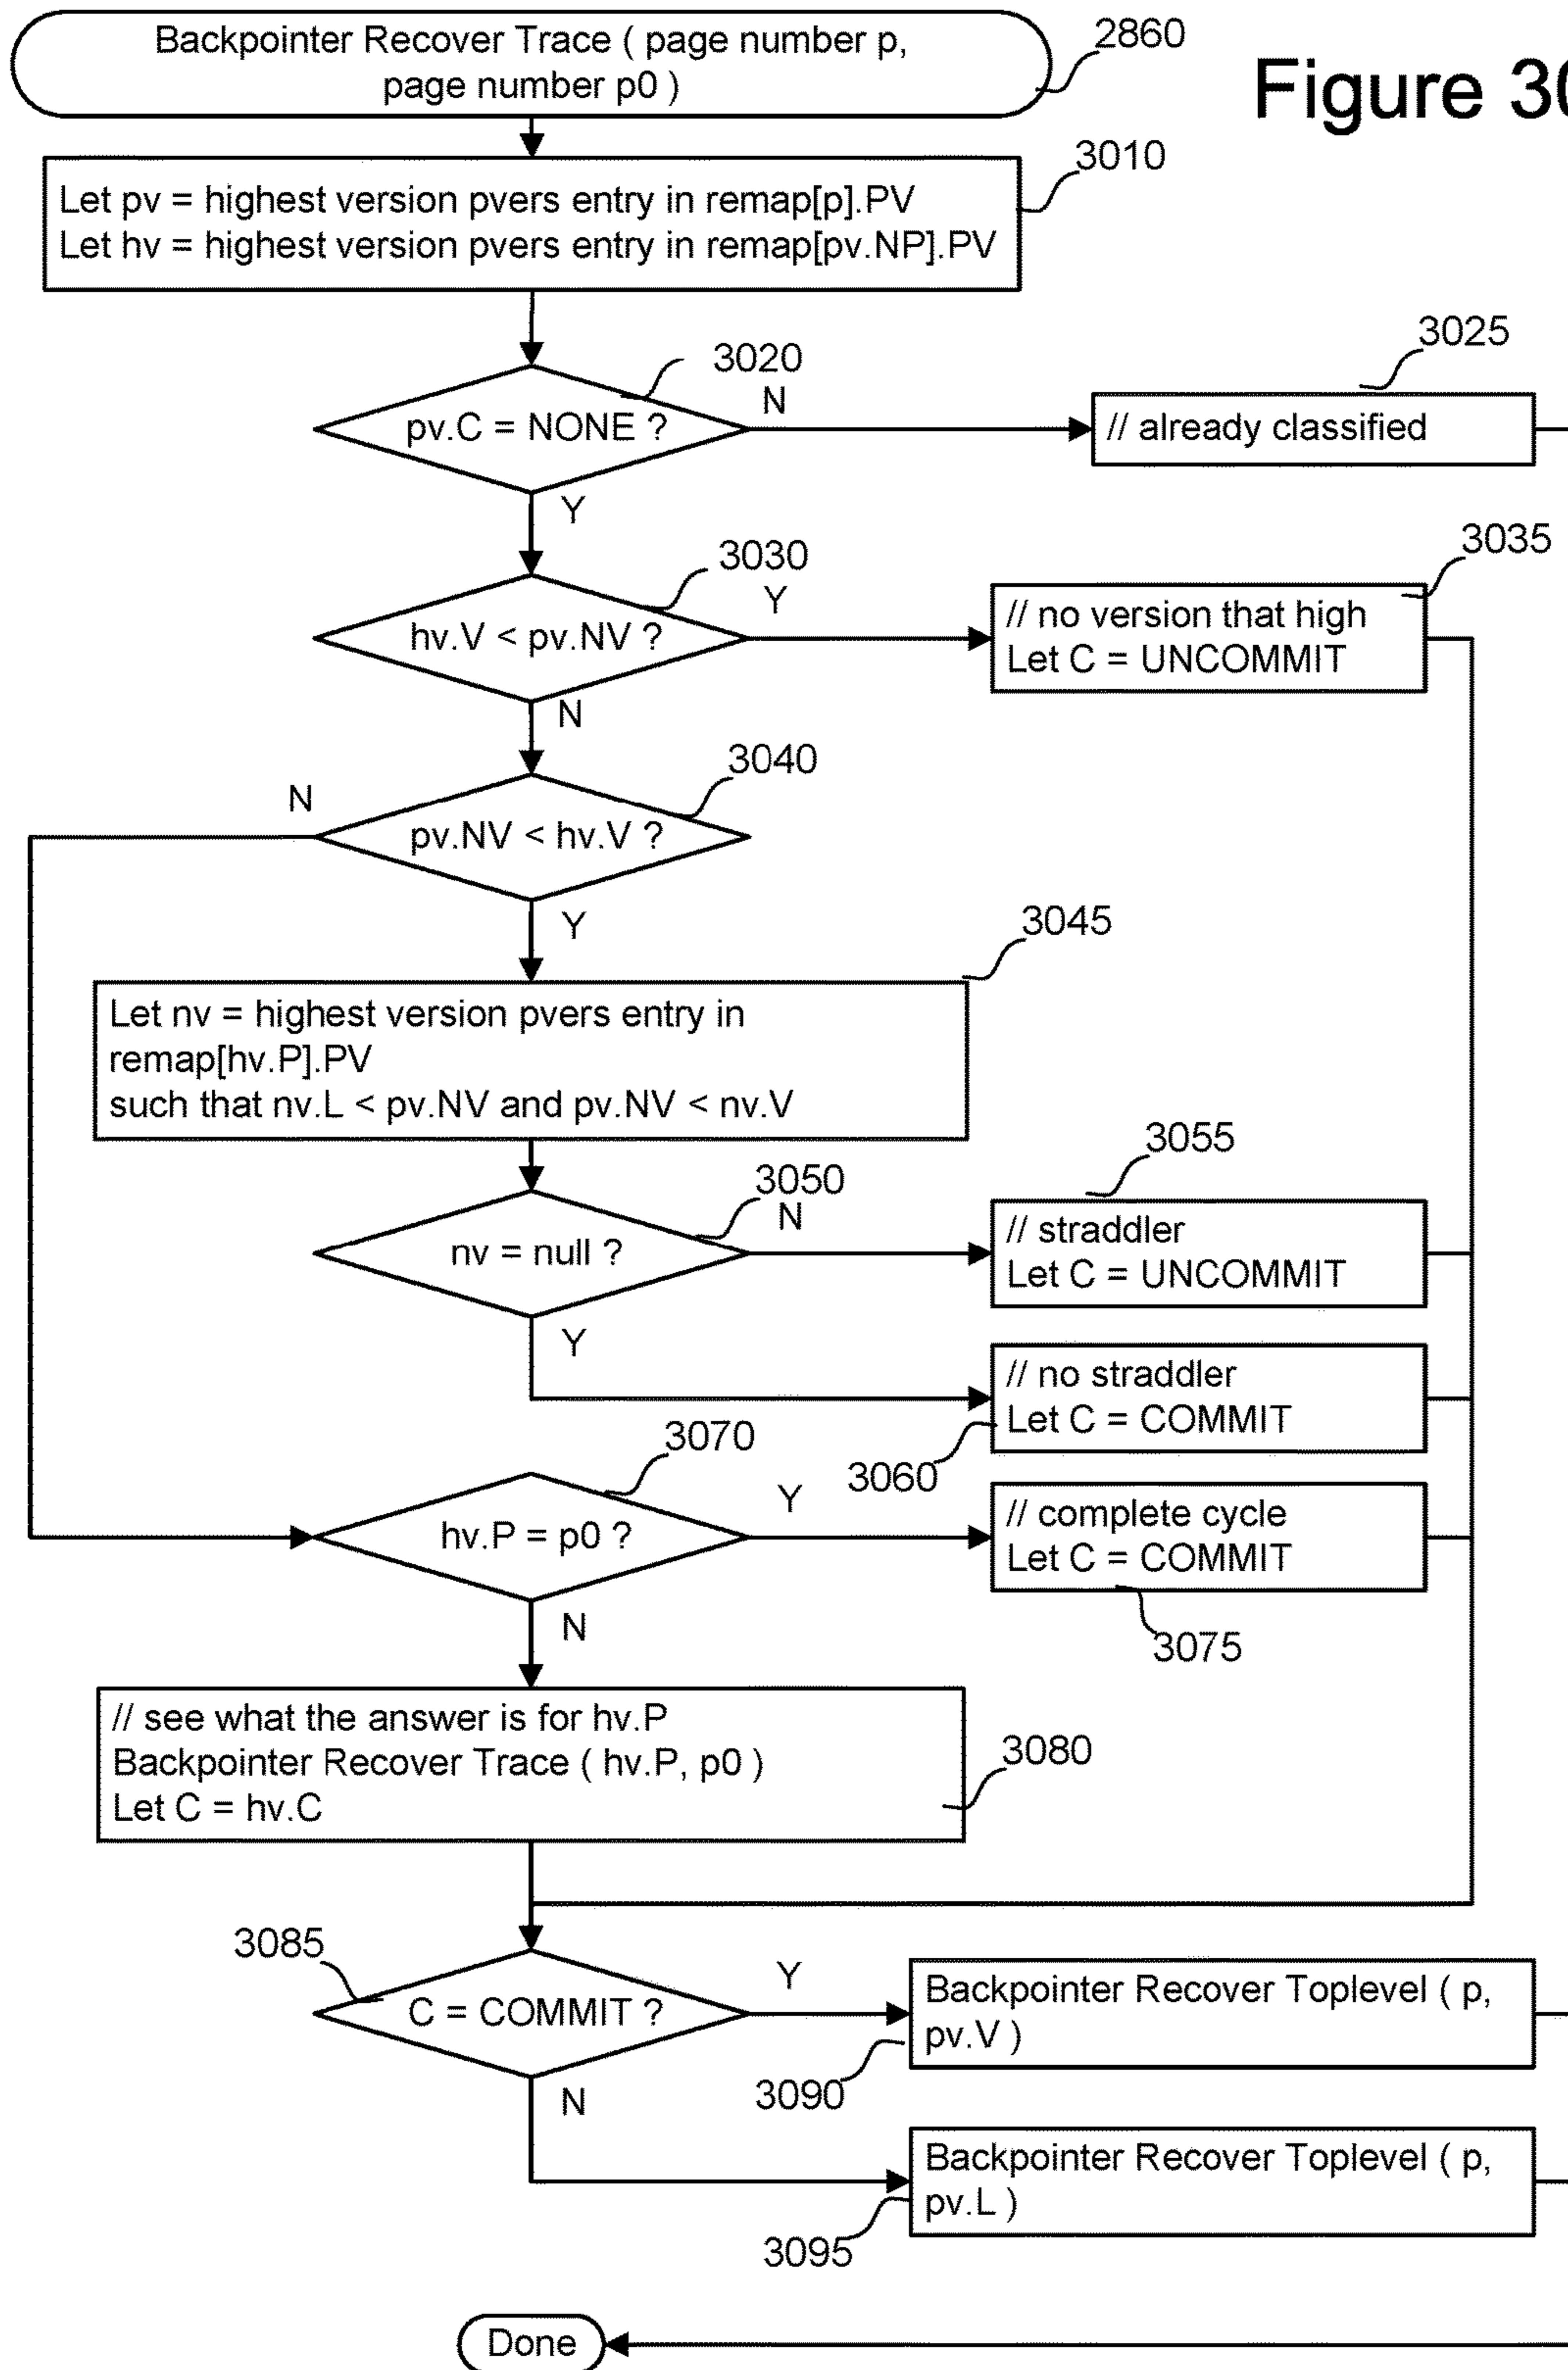 Backpointer Recover Trace ( page number p,
page number p0 )
2860
Figure 30
3010
Let pv = highest version pvers entry in remap[p].PV
Let hv = highest version pvers entry in remap[pv.NP].PV
3020
3025
pv.C = NONE ?
N
// already classified
Y
3030
3035
hv.V < pv.NV ?
Y
// no version that high
Let C = UNCOMMIT
N
3040
N
pv.NV < hv.V ?
Y
3045
Let nv = highest version pvers entry in
remap[hv.P].PV
such that nv.L < pv.NV and pv.NV < nv.V
3050
3055
nv = null ?
N
// straddler
Let C = UNCOMMIT
Y
// no straddler
Let C = COMMIT
3060
3070
hv.P = p0 ?
Y
// complete cycle
Let C = COMMIT
3075
N
// see what the answer is for hv.P
Backpointer Recover Trace ( hv.P, p0 )
Let C = hv.C
3080
3085
C = COMMIT ?
Y
Backpointer Recover Toplevel ( p,
pv.V )
3090
N
Backpointer Recover Toplevel ( p,
pv.L )
3095
Done